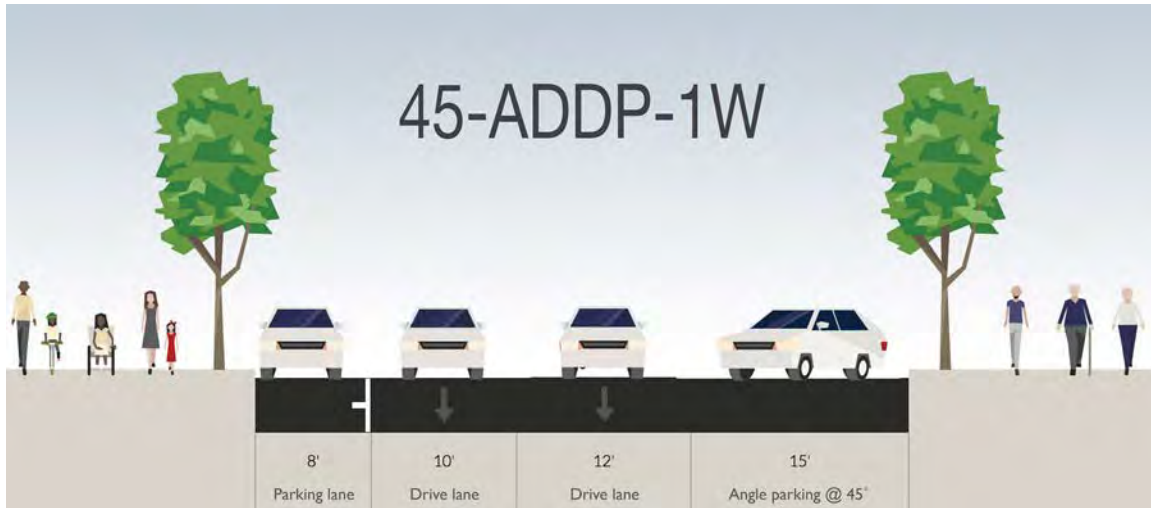 45-ADDP-1W
8' 10' 12' 15'
Parking lane Drive lane Drive lane Angle parking @ 45°